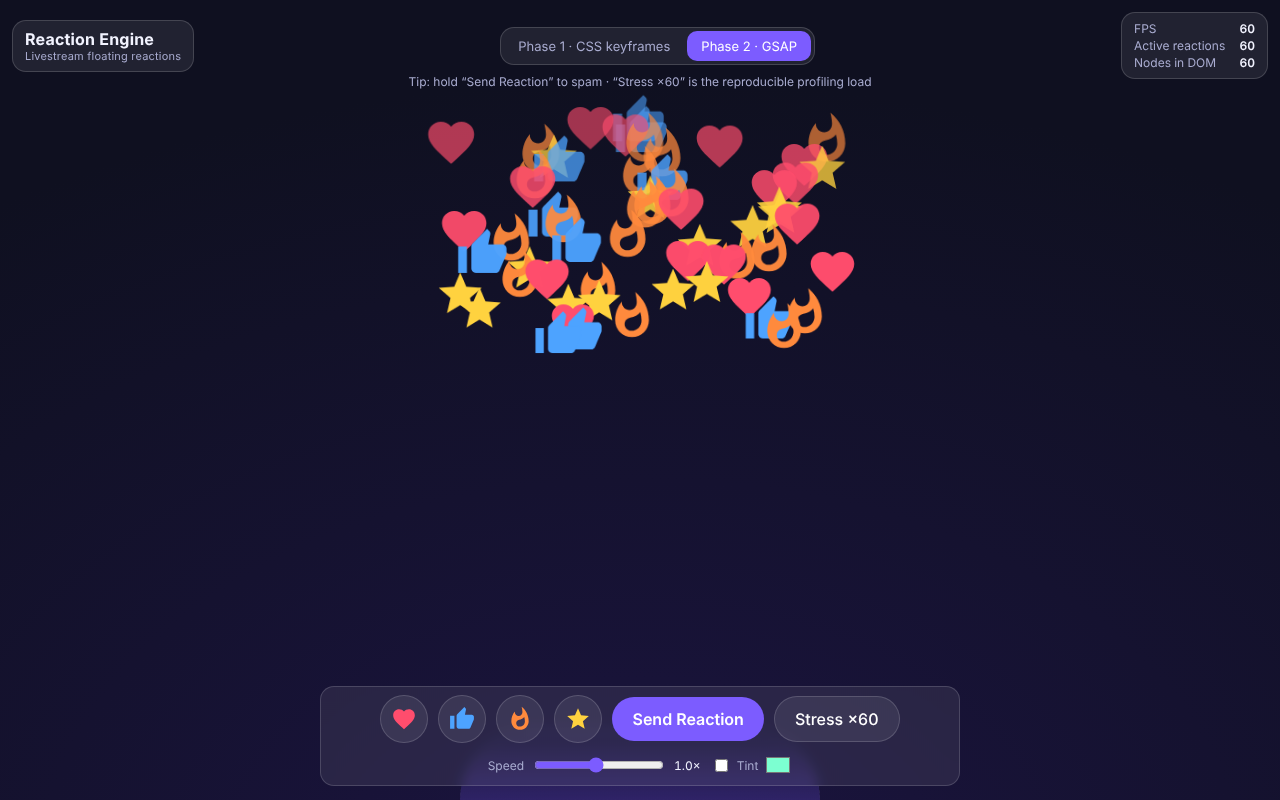 Reaction Engine
Livestream floating reactions
Phase 1 · CSS keyframes
Phase 2 · GSAP
Tip: hold “Send Reaction” to spam · “Stress ×60” is the reproducible profiling load
FPS 60
Active reactions 60
Nodes in DOM 60
Send Reaction
Stress ×60
Speed 1.0× Tint